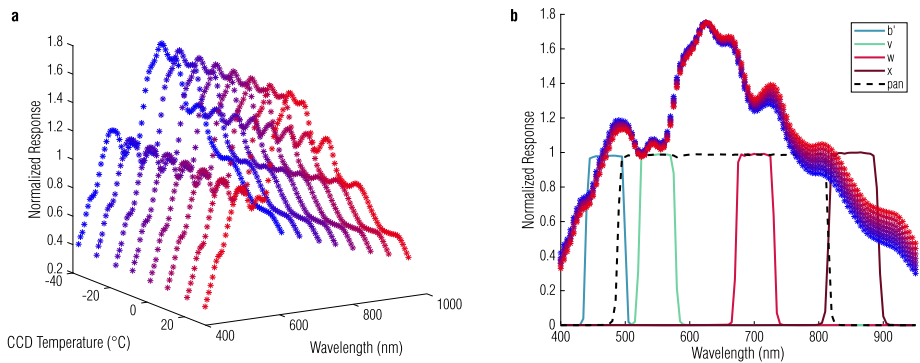 a
1.8
1.6
1.4
1.2
1
0.8
0.6
0.4
0.2
Normalized Response
-40
-20
0
20
CCD Temperature (°C)
400
600
800
1000
Wavelength (nm)
b
1.8
1.6
1.4
1.2
1
0.8
0.6
0.4
0.2
0
Normalized Response
400
500
600
700
800
900
Wavelength (nm)
b'
v
w
x
pan